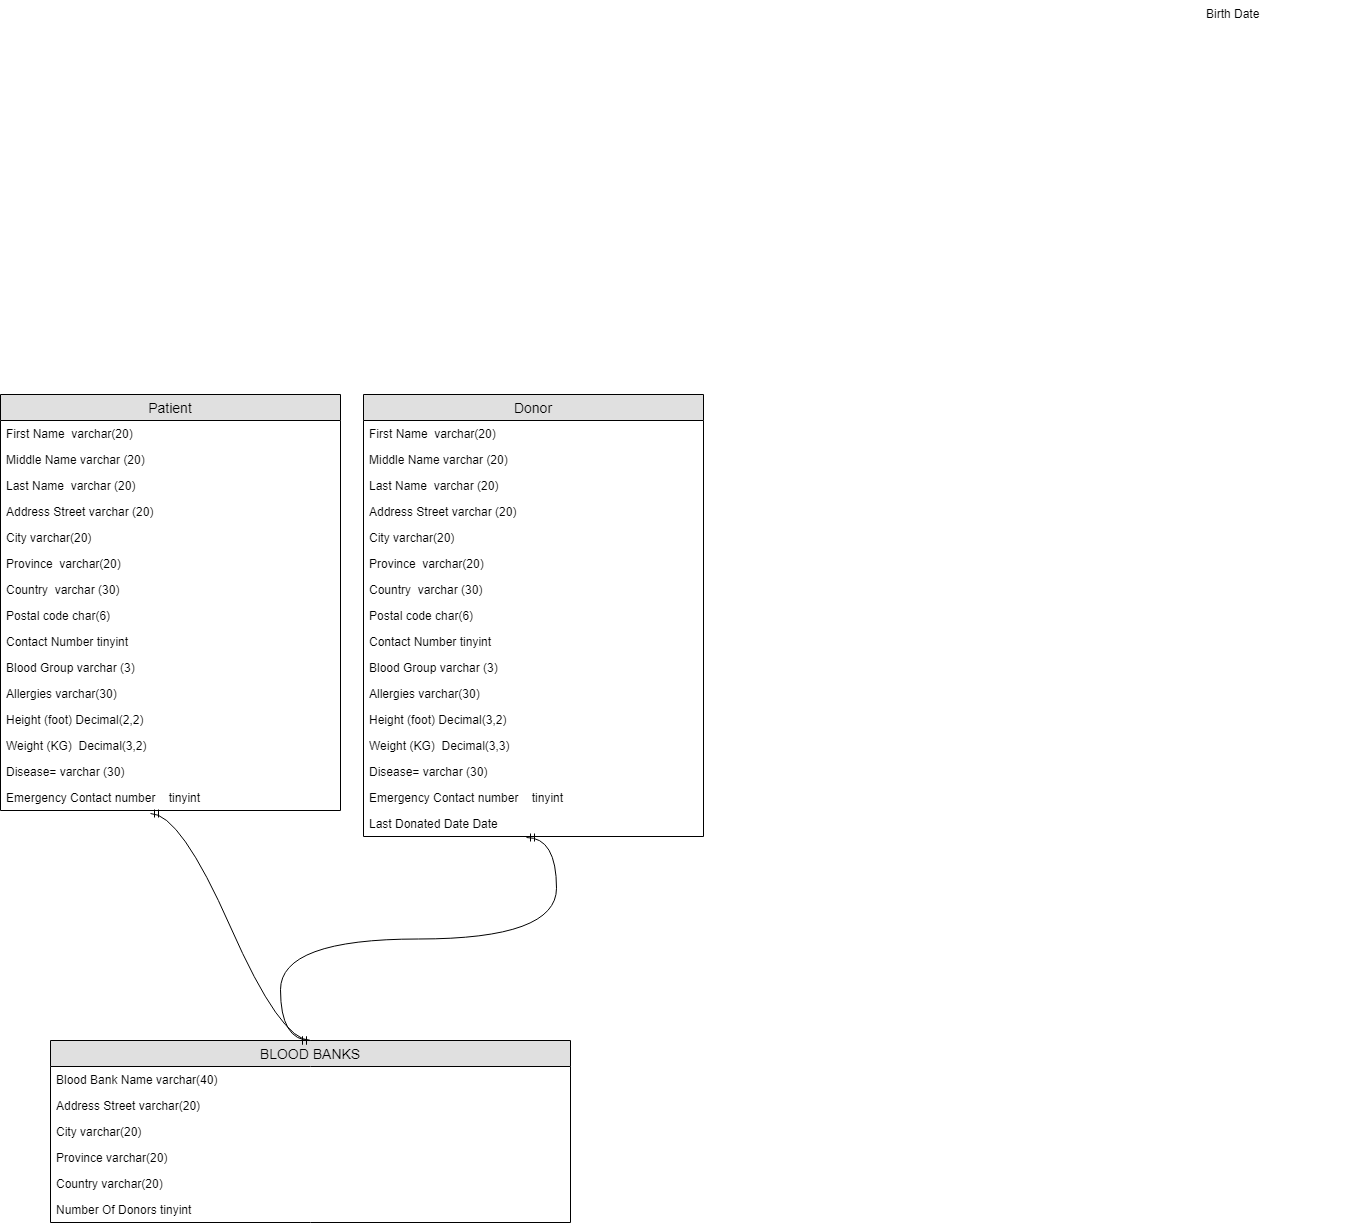 Birth Date
Patient
First Name  varchar(20)
Middle Name varchar (20)
Last Name  varchar (20)
Address Street varchar (20)
City varchar(20)
Province  varchar(20)
Country  varchar (30)
Postal code char(6)
Contact Number tinyint
Blood Group varchar (3)
Allergies varchar(30)
Height (foot) Decimal(2,2)
Weight (KG)  Decimal(3,2)
Disease= varchar (30)
Emergency Contact number    tinyint
Donor
First Name  varchar(20)
Middle Name varchar (20)
Last Name  varchar (20)
Address Street varchar (20)
City varchar(20)
Province  varchar(20)
Country  varchar (30)
Postal code char(6)
Contact Number tinyint
Blood Group varchar (3)
Allergies varchar(30)
Height (foot) Decimal(3,2)
Weight (KG)  Decimal(3,3)
Disease= varchar (30)
Emergency Contact number    tinyint
Last Donated Date Date
BLOOD BANKS
Blood Bank Name varchar(40)
Address Street varchar(20)
City varchar(20)
Province varchar(20)
Country varchar(20)
Number Of Donors tinyint